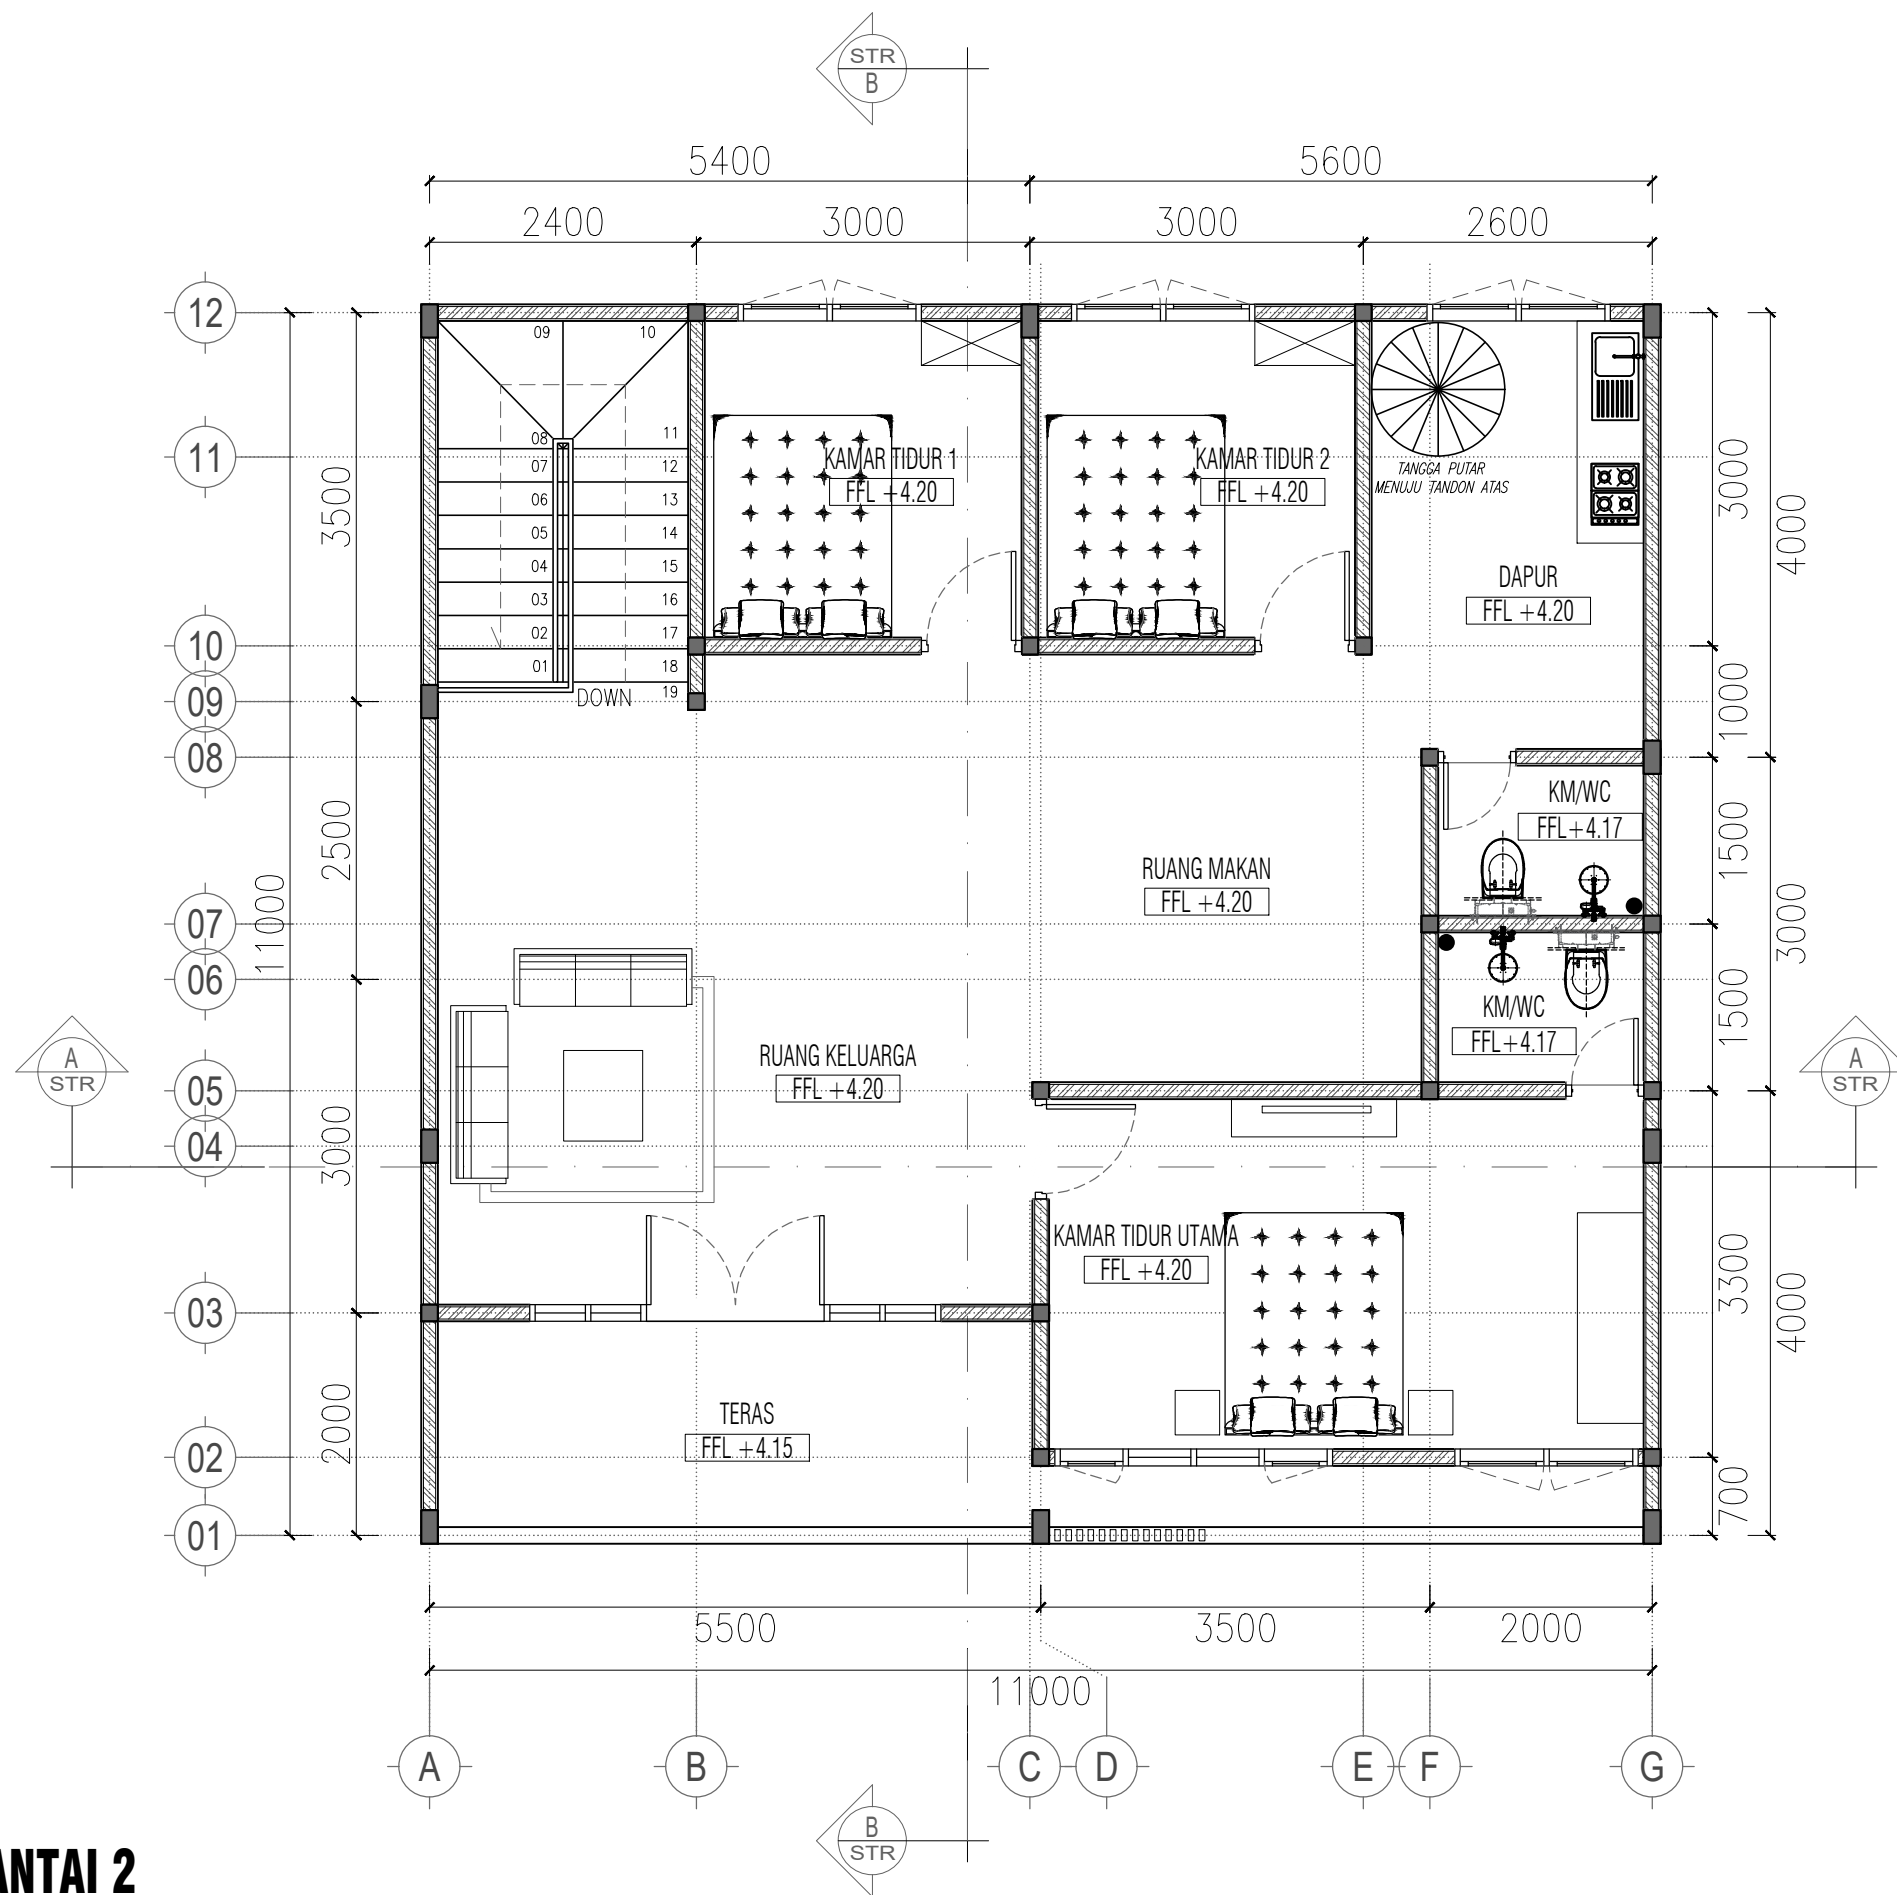 STR
B
5400
5600
2400
3000
3000
2600
12
11
10
09
08
07
06
05
04
03
02
01
3500
2500
3000
2000
11000
3000
1000
1500
1500
3300
700
4000
3000
4000
09
10
08
07
06
05
04
03
02
01
11
12
13
14
15
16
17
18
19
DOWN
KAMAR TIDUR 1
FFL +4.20
KAMAR TIDUR 2
FFL +4.20
TANGGA PUTAR
MENUJU TANDON ATAS
DAPUR
FFL +4.20
KM/WC
FFL+4.17
RUANG MAKAN
FFL +4.20
KM/WC
FFL+4.17
RUANG KELUARGA
FFL +4.20
A
STR
A
STR
KAMAR TIDUR UTAMA
FFL +4.20
TERAS
FFL +4.15
5500
3500
2000
11000
A
B
C
D
E
F
G
B
STR
ANTAI 2